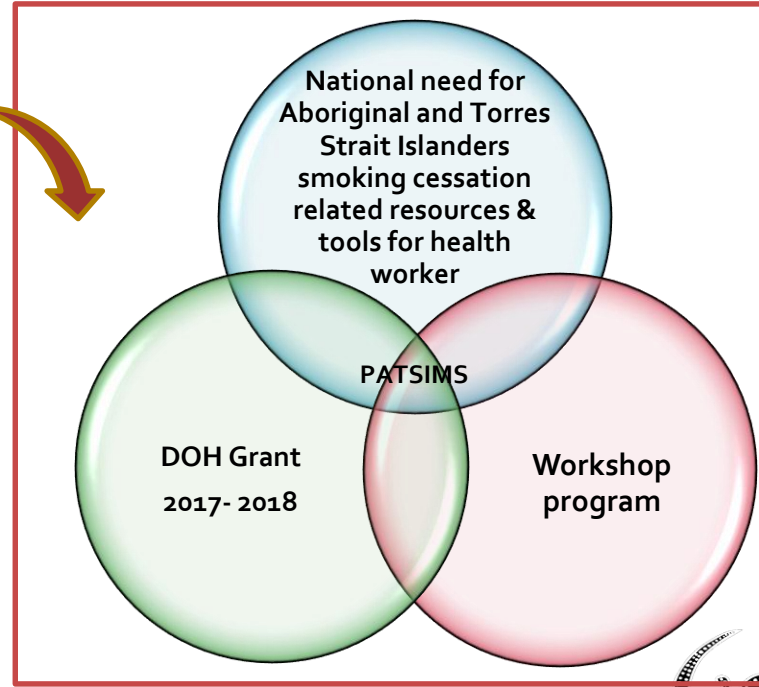 National need for
Aboriginal and Torres
Strait Islanders
smoking cessation
related resources &
tools for health
worker
PATSIMS
DOH Grant
2017- 2018
Workshop
program